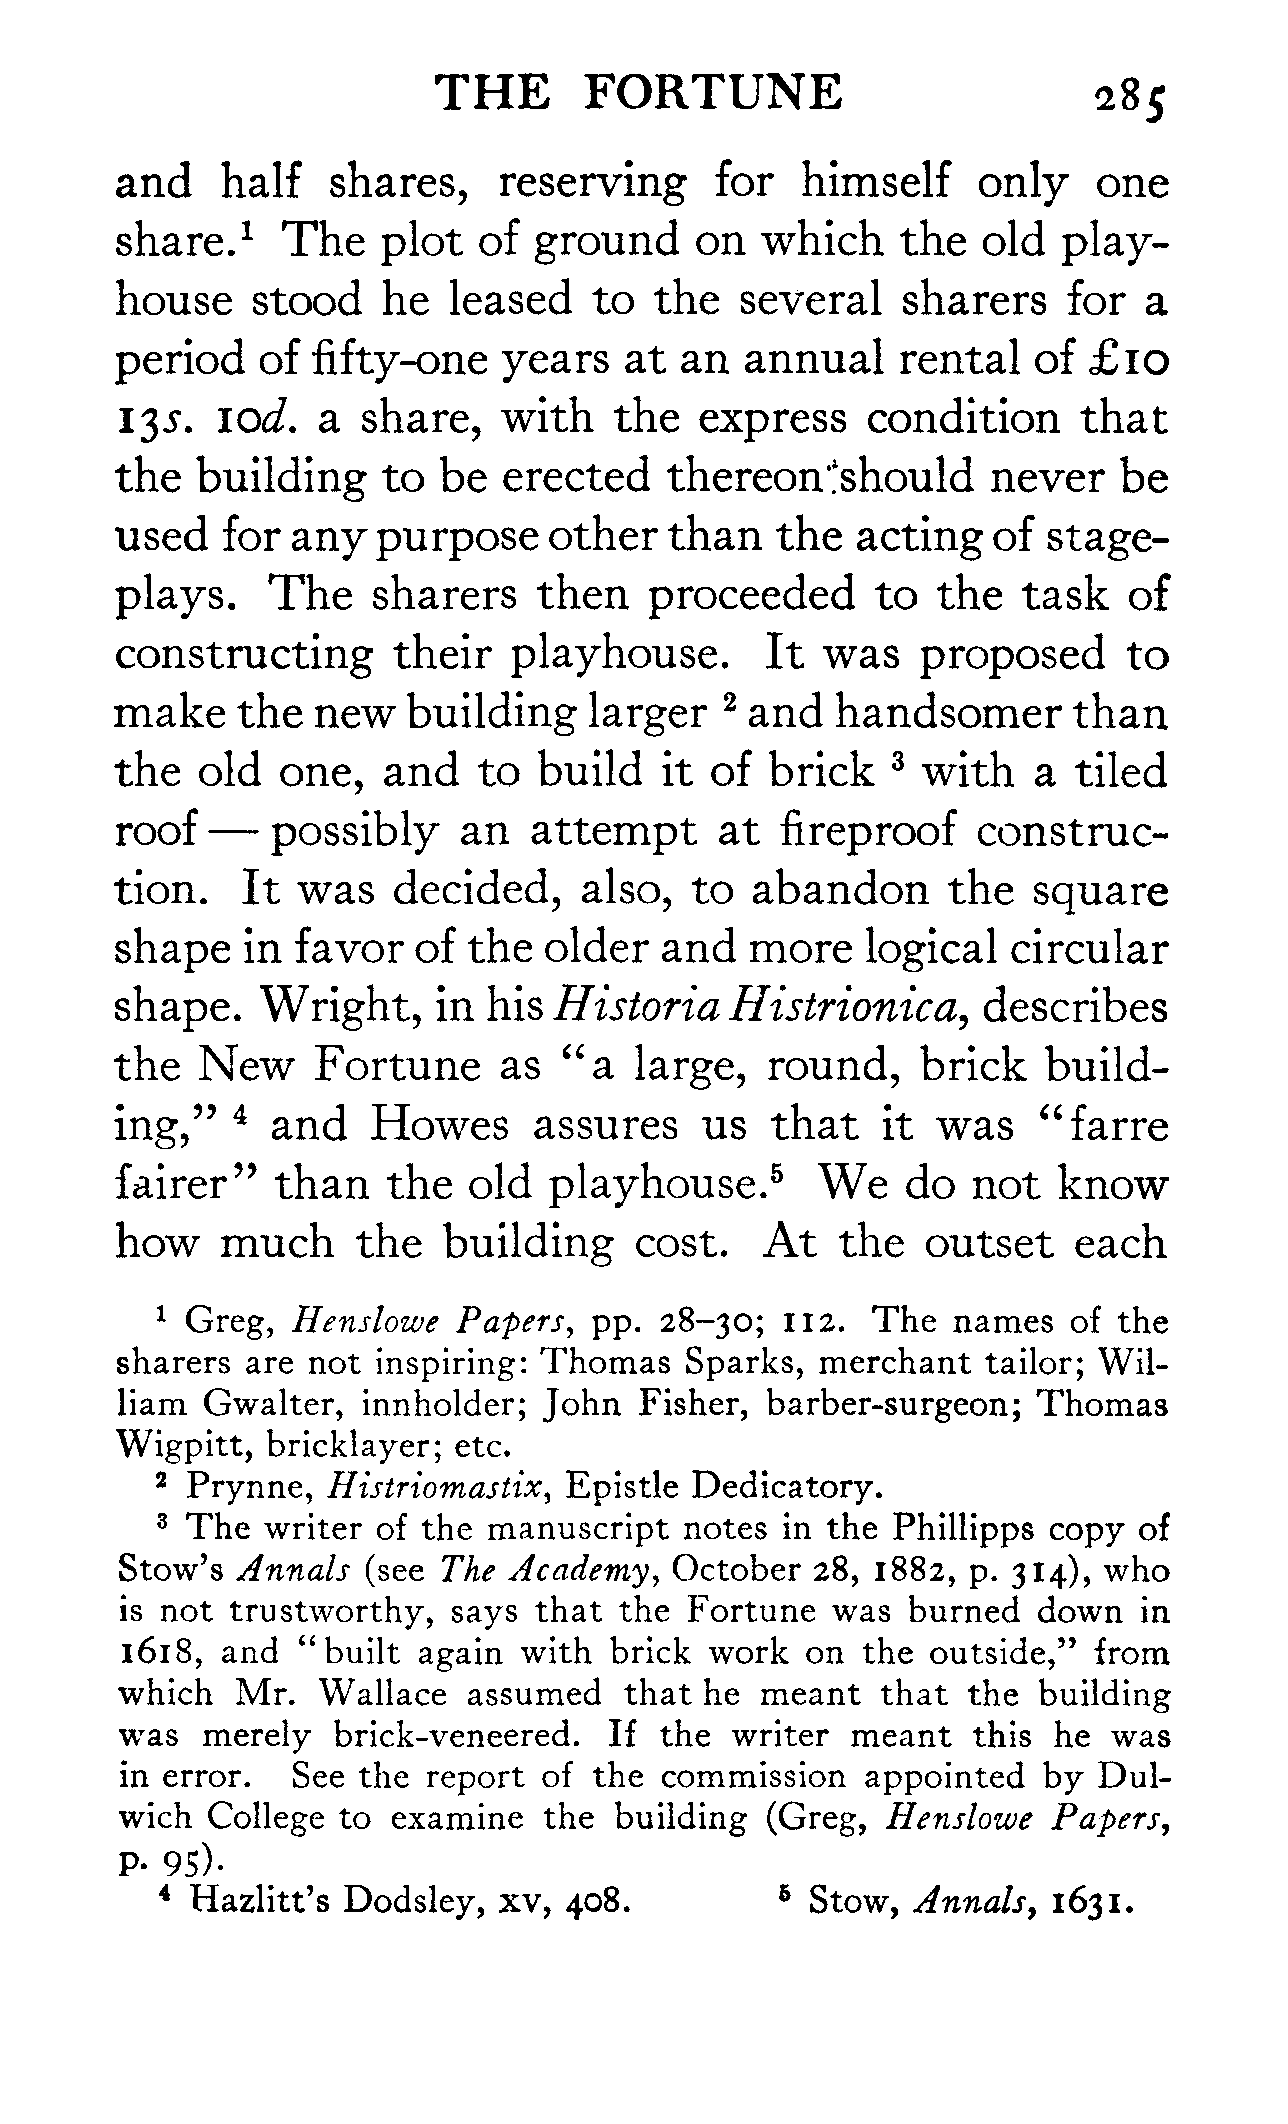 THE FORTUNE 285
and half shares, reserving for himself only one
share.¹ The plot of ground on which the old play-
house stood he leased to the several sharers for a
period of fifty-one years at an annual rental of £10
13s. 10d. a share, with the express condition that
the building to be erected thereon should never be
used for any purpose other than the acting of stage-
plays. The sharers then proceeded to the task of
constructing their playhouse. It was proposed to
make the new building larger ² and handsomer than
the old one, and to build it of brick ³ with a tiled
roof — possibly an attempt at fireproof construc-
tion. It was decided, also, to abandon the square
shape in favor of the older and more logical circular
shape. Wright, in his Historia Histrionica, describes
the New Fortune as "a large, round, brick build-
ing," ⁴ and Howes assures us that it was "farre
fairer" than the old playhouse.⁵ We do not know
how much the building cost. At the outset each
¹ Greg, Henslowe Papers, pp. 28–30; 112. The names of the
sharers are not inspiring: Thomas Sparks, merchant tailor; Wil-
liam Gwalter, innholder; John Fisher, barber-surgeon; Thomas
Wigpitt, bricklayer; etc.
² Prynne, Histriomastix, Epistle Dedicatory.
³ The writer of the manuscript notes in the Phillipps copy of
Stow's Annals (see The Academy, October 28, 1882, p. 314), who
is not trustworthy, says that the Fortune was burned down in
1618, and "built again with brick work on the outside," from
which Mr. Wallace assumed that he meant that the building
was merely brick-veneered. If the writer meant this he was
in error. See the report of the commission appointed by Dul-
wich College to examine the building (Greg, Henslowe Papers,
p. 95).
⁴ Hazlitt's Dodsley, xv, 408. ⁵ Stow, Annals, 1631.